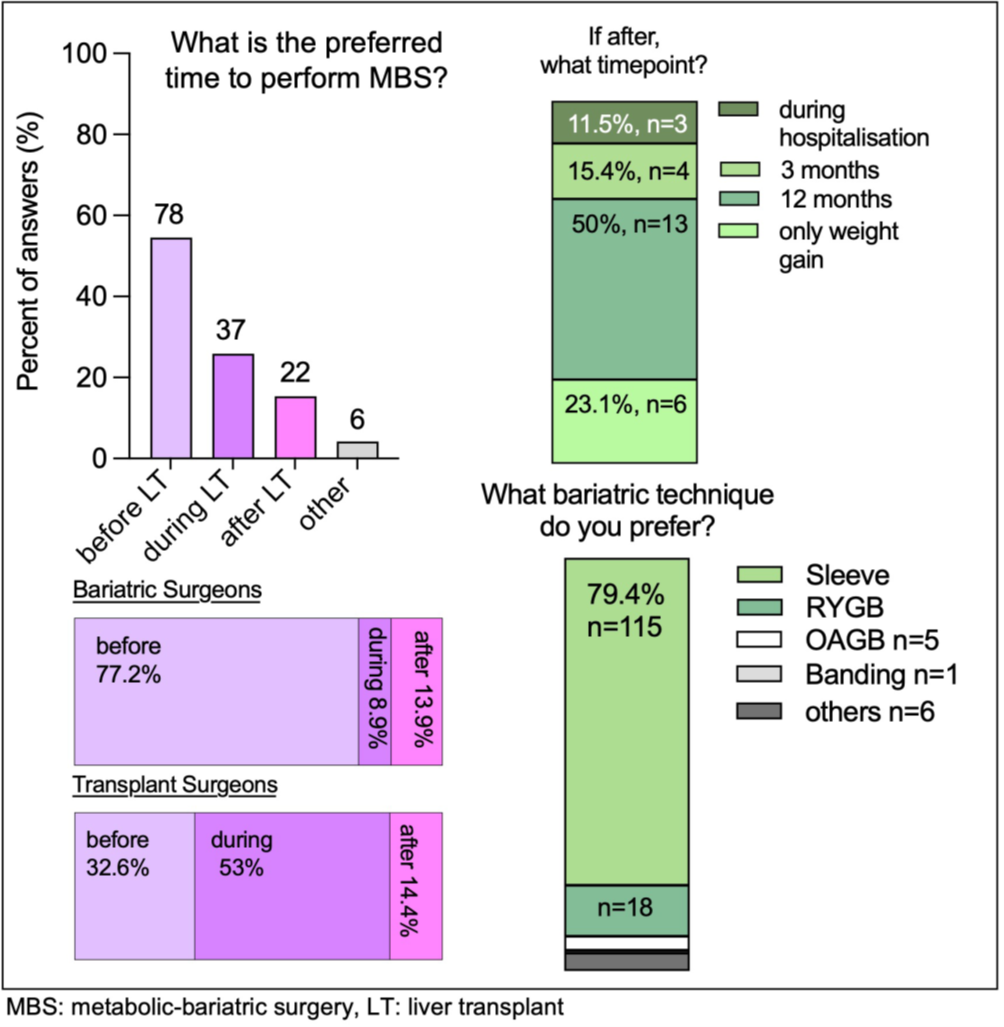 What is the preferred
time to perform MBS?
Percent of answers (%)
100
80
60
40
20
0
78
37
22
6
before LT
during LT
after LT
other
If after,
what timepoint?
11.5%, n=3
15.4%, n=4
50%, n=13
23.1%, n=6
during
hospitalisation
3 months
12 months
only weight
gain
Bariatric Surgeons
before
77.2%
during 8.9%
after 13.9%
Transplant Surgeons
before
32.6%
during
53%
after 14.4%
What bariatric technique
do you prefer?
79.4%
n=115
n=18
Sleeve
RYGB
OAGB n=5
Banding n=1
others n=6
MBS: metabolic-bariatric surgery, LT: liver transplant